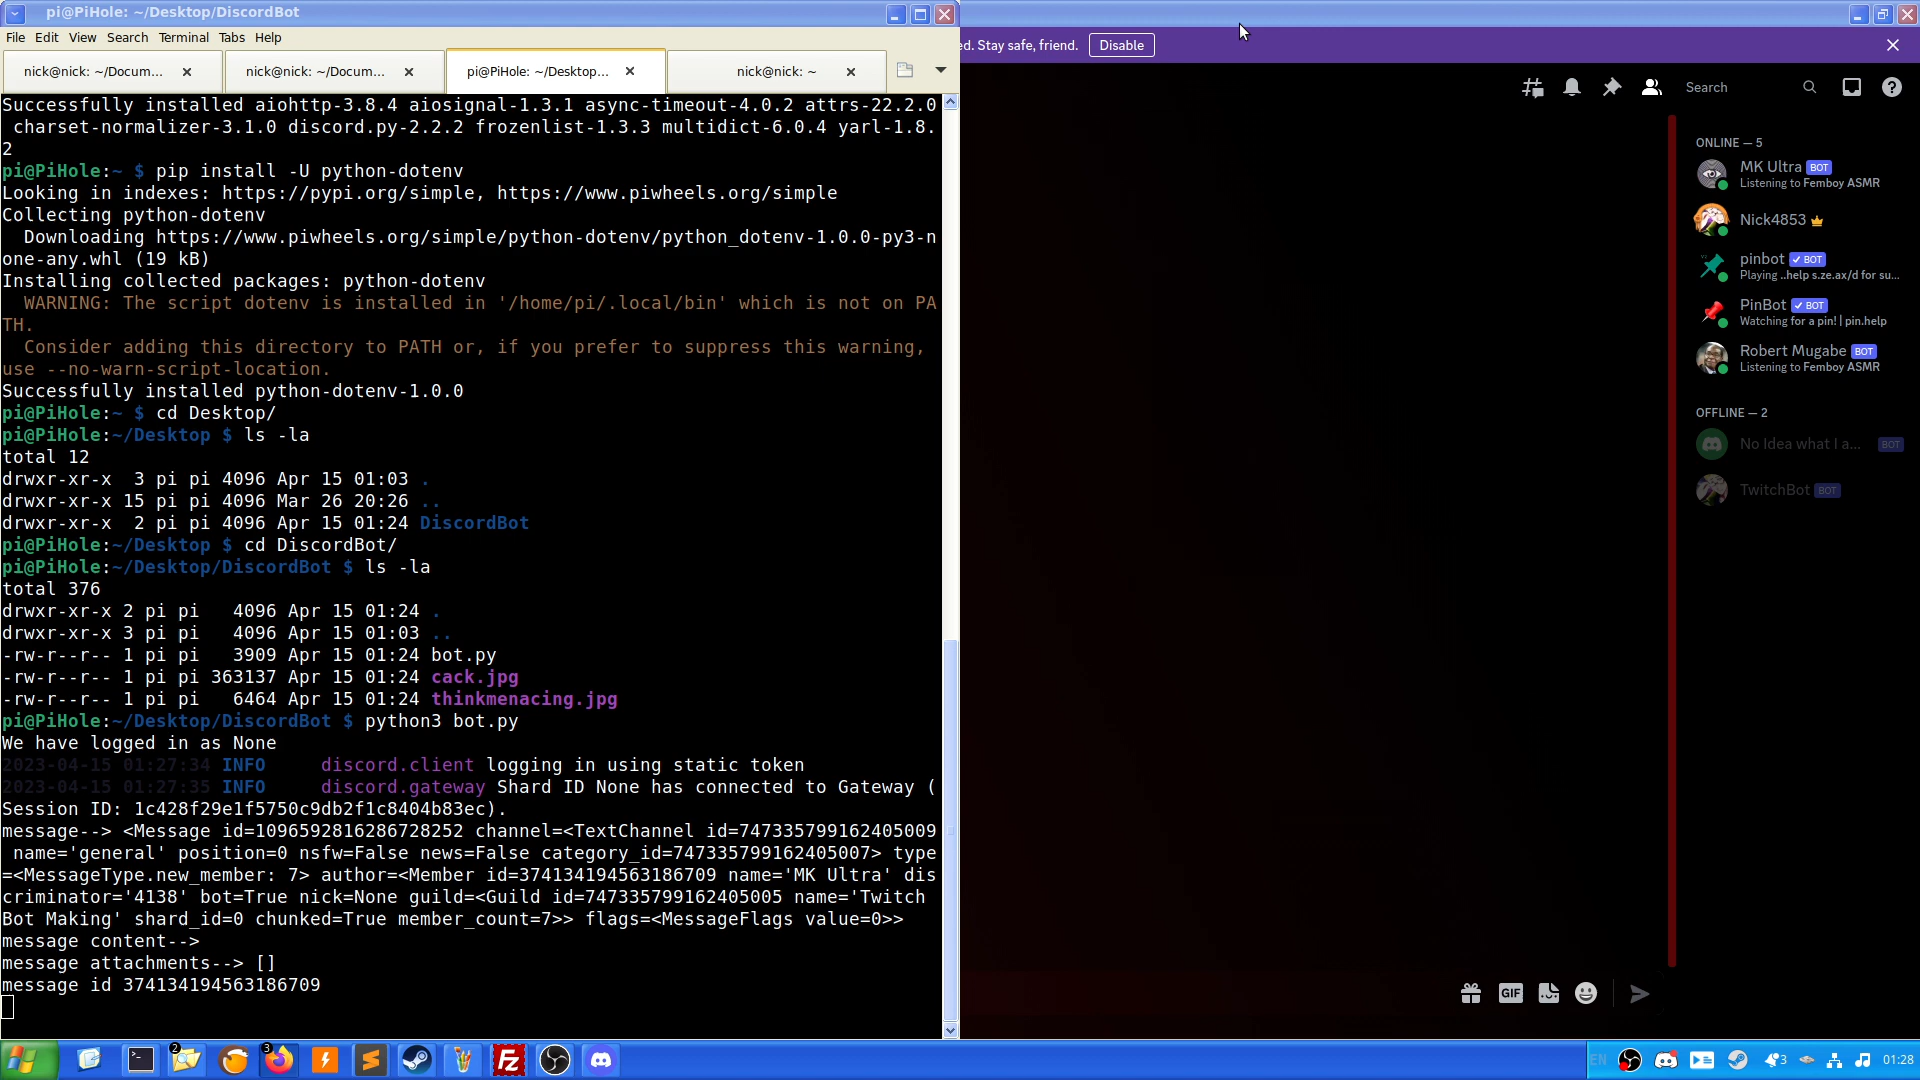 pi@PiHole: ~/Desktop/DiscordBot
File Edit View Search Terminal Tabs Help
nick@nick: ~/Docum...
nick@nick: ~/Docum...
pi@PiHole: ~/Desktop...
nick@nick: ~
Successfully installed aiohttp-3.8.4 aiosignal-1.3.1 async-timeout-4.0.2 attrs-22.2.0
charset-normalizer-3.1.0 discord.py-2.2.2 frozenlist-1.3.3 multidict-6.0.4 yarl-1.8.
2
pi@PiHole:~ $ pip install -U python-dotenv
Looking in indexes: https://pypi.org/simple, https://www.piwheels.org/simple
Collecting python-dotenv
Downloading https://www.piwheels.org/simple/python-dotenv/python_dotenv-1.0.0-py3-n
one-any.whl (19 kB)
Installing collected packages: python-dotenv
WARNING: The script dotenv is installed in '/home/pi/.local/bin' which is not on PA
TH.
Consider adding this directory to PATH or, if you prefer to suppress this warning,
use --no-warn-script-location.
Successfully installed python-dotenv-1.0.0
pi@PiHole:~ $ cd Desktop/
pi@PiHole:~/Desktop $ ls -la
total 12
drwxr-xr-x  3 pi pi 4096 Apr 15 01:03 .
drwxr-xr-x 15 pi pi 4096 Mar 26 20:26 ..
drwxr-xr-x  2 pi pi 4096 Apr 15 01:24 DiscordBot
pi@PiHole:~/Desktop $ cd DiscordBot/
pi@PiHole:~/Desktop/DiscordBot $ ls -la
total 376
drwxr-xr-x 2 pi pi   4096 Apr 15 01:24 .
drwxr-xr-x 3 pi pi   4096 Apr 15 01:03 ..
-rw-r--r-- 1 pi pi   3909 Apr 15 01:24 bot.py
-rw-r--r-- 1 pi pi 363137 Apr 15 01:24 cack.jpg
-rw-r--r-- 1 pi pi   6464 Apr 15 01:24 thinkmenacing.jpg
pi@PiHole:~/Desktop/DiscordBot $ python3 bot.py
We have logged in as None
2023-04-15 01:27:34 INFO     discord.client logging in using static token
2023-04-15 01:27:35 INFO     discord.gateway Shard ID None has connected to Gateway (
Session ID: 1c428f29e1f5750c9db2f1c8404b83ec).
message--> <Message id=1096592816286728252 channel=<TextChannel id=747335799162405009
name='general' position=0 nsfw=False news=False category_id=747335799162405007> type
=<MessageType.new_member: 7> author=<Member id=374134194563186709 name='MK Ultra' dis
criminator='4138' bot=True nick=None guild=<Guild id=747335799162405005 name='Twitch
Bot Making' shard_id=0 chunked=True member_count=7>> flags=<MessageFlags value=0>>
message content-->
message attachments--> []
message id 374134194563186709
ed. Stay safe, friend.
Disable
Search
ONLINE — 5
MK Ultra BOT
Listening to Femboy ASMR
Nick4853
pinbot ✓ BOT
Playing ..help s.ze.ax/d for su...
PinBot ✓ BOT
Watching for a pin! | pin.help
Robert Mugabe BOT
Listening to Femboy ASMR
OFFLINE — 2
No Idea what I a... BOT
TwitchBot BOT
GIF
2
3
Fz
EN
3
01:28